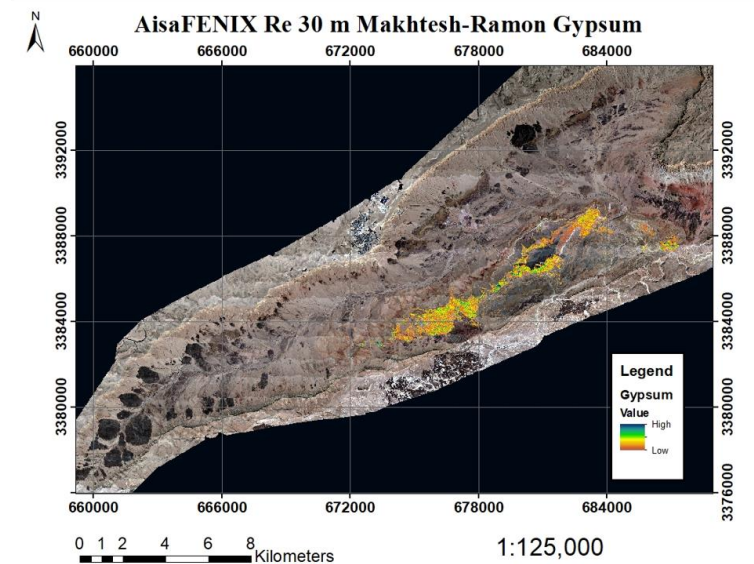 N
AisaFENIX Re 30 m Makhtesh-Ramon Gypsum
660000 666000 672000 678000 684000
3392000 3392000
3388000 3388000
3384000 3384000
3380000 3380000
3376000
Legend
Gypsum
Value
High
Low
660000 666000 672000 678000 684000
0 1 2 4 6 8
Kilometers
1:125,000